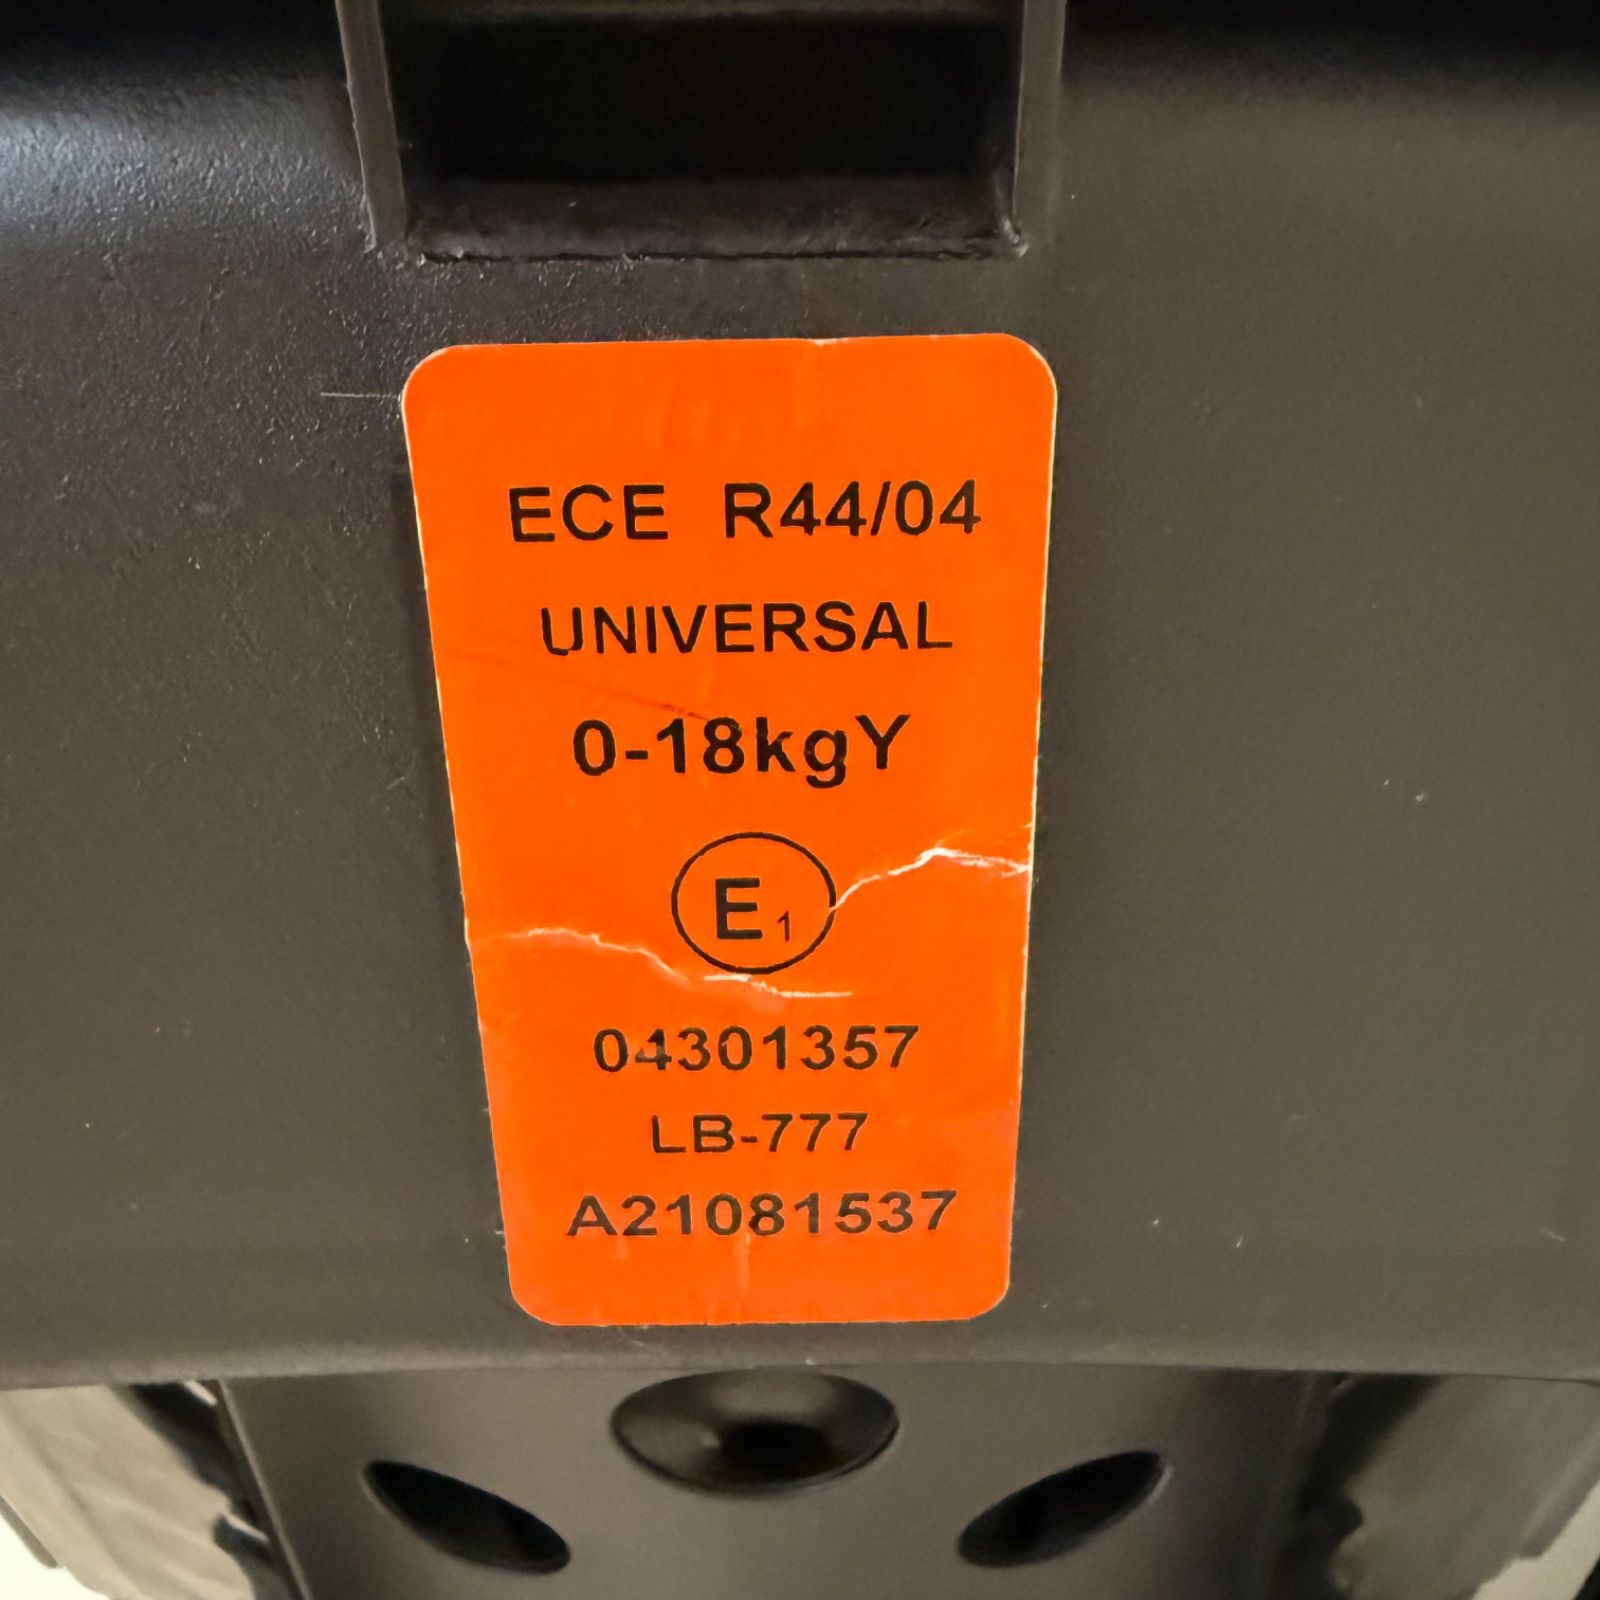 ECE R44/04
UNIVERSAL
0-18kgY
E1
04301357
LB-777
A21081537